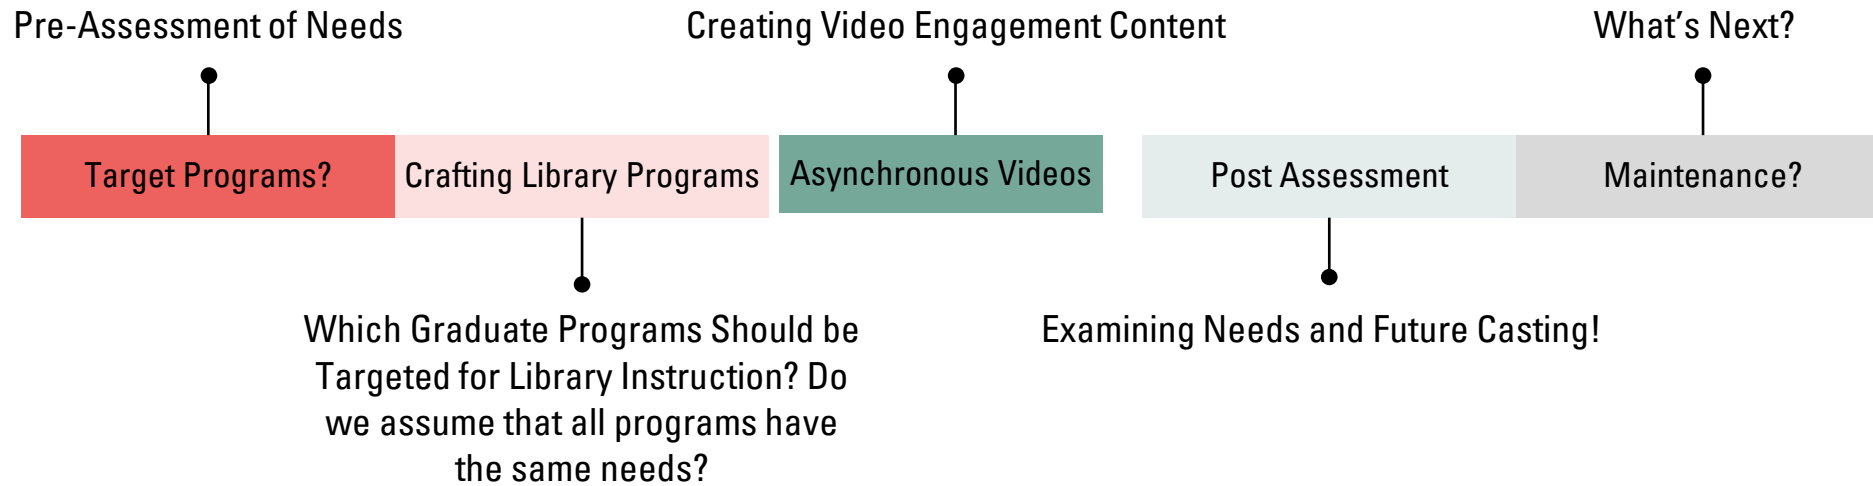 Pre-Assessment of Needs
Creating Video Engagement Content
What’s Next?
Target Programs?
Crafting Library Programs
Asynchronous Videos
Post Assessment
Maintenance?
Which Graduate Programs Should be
Targeted for Library Instruction? Do
we assume that all programs have
the same needs?
Examining Needs and Future Casting!